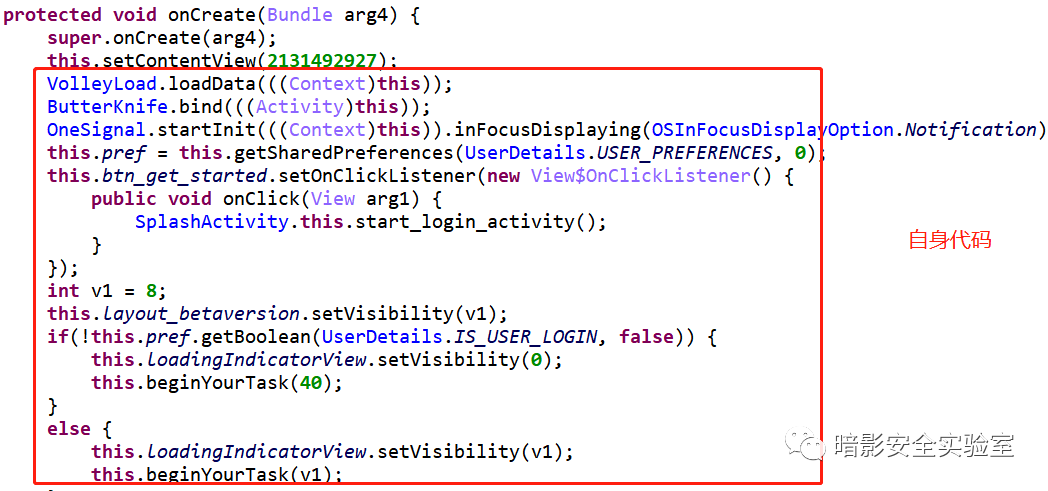 protected void onCreate(Bundle arg4) {
    super.onCreate(arg4);
    this.setContentView(2131492927);
    VolleyLoad.loadData(((Context)this));
    ButterKnife.bind(((Activity)this));
    OneSignal.startInit(((Context)this)).inFocusDisplaying(OSInFocusDisplayOption.Notification)
    this.pref = this.getSharedPreferences(UserDetails.USER_PREFERENCES, 0);
    this.btn_get_started.setOnClickListener(new View$OnClickListener() {
        public void onClick(View arg1) {
            SplashActivity.this.start_login_activity();
        }
    });
    int v1 = 8;
    this.layout_betaversion.setVisibility(v1);
    if(!this.pref.getBoolean(UserDetails.IS_USER_LOGIN, false)) {
        this.loadingIndicatorView.setVisibility(0);
        this.beginYourTask(40);
    }
    else {
        this.loadingIndicatorView.setVisibility(v1);
        this.beginYourTask(v1);
自身代码
暗影安全实验室